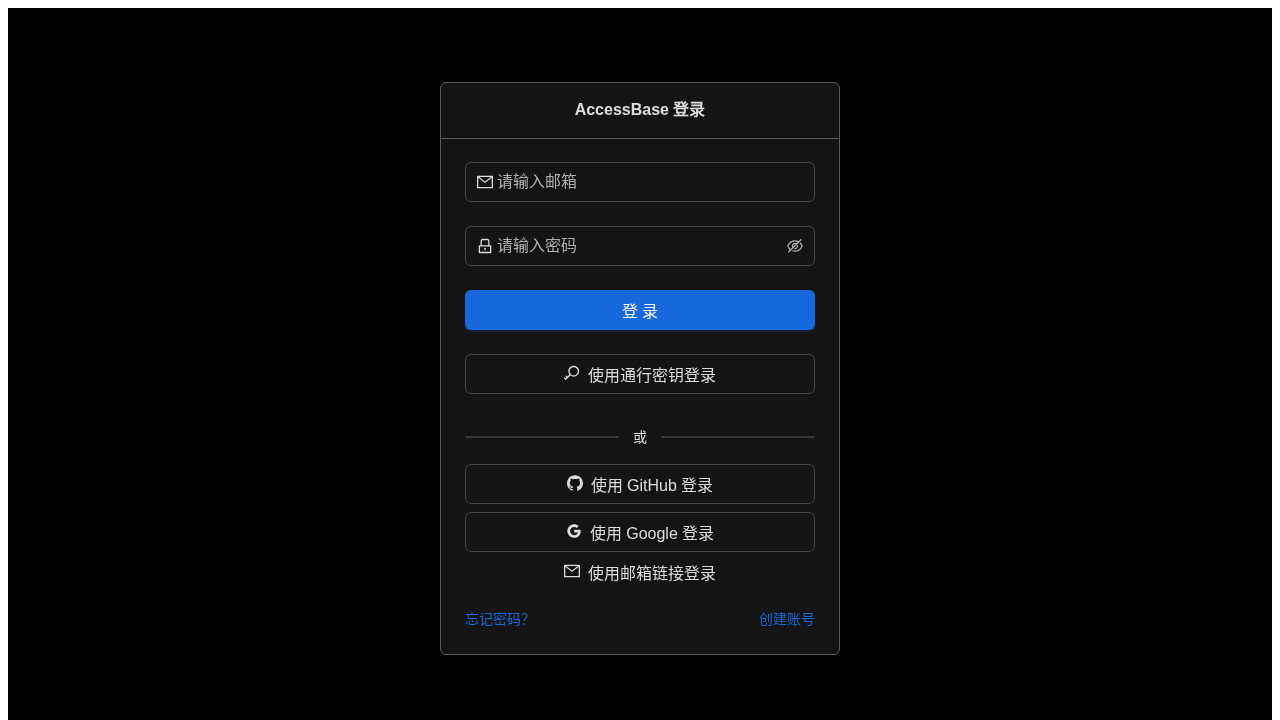 AccessBase 登录
请输入邮箱
请输入密码
登 录
使用通行密钥登录
或
使用 GitHub 登录
使用 Google 登录
使用邮箱链接登录
忘记密码?
创建账号